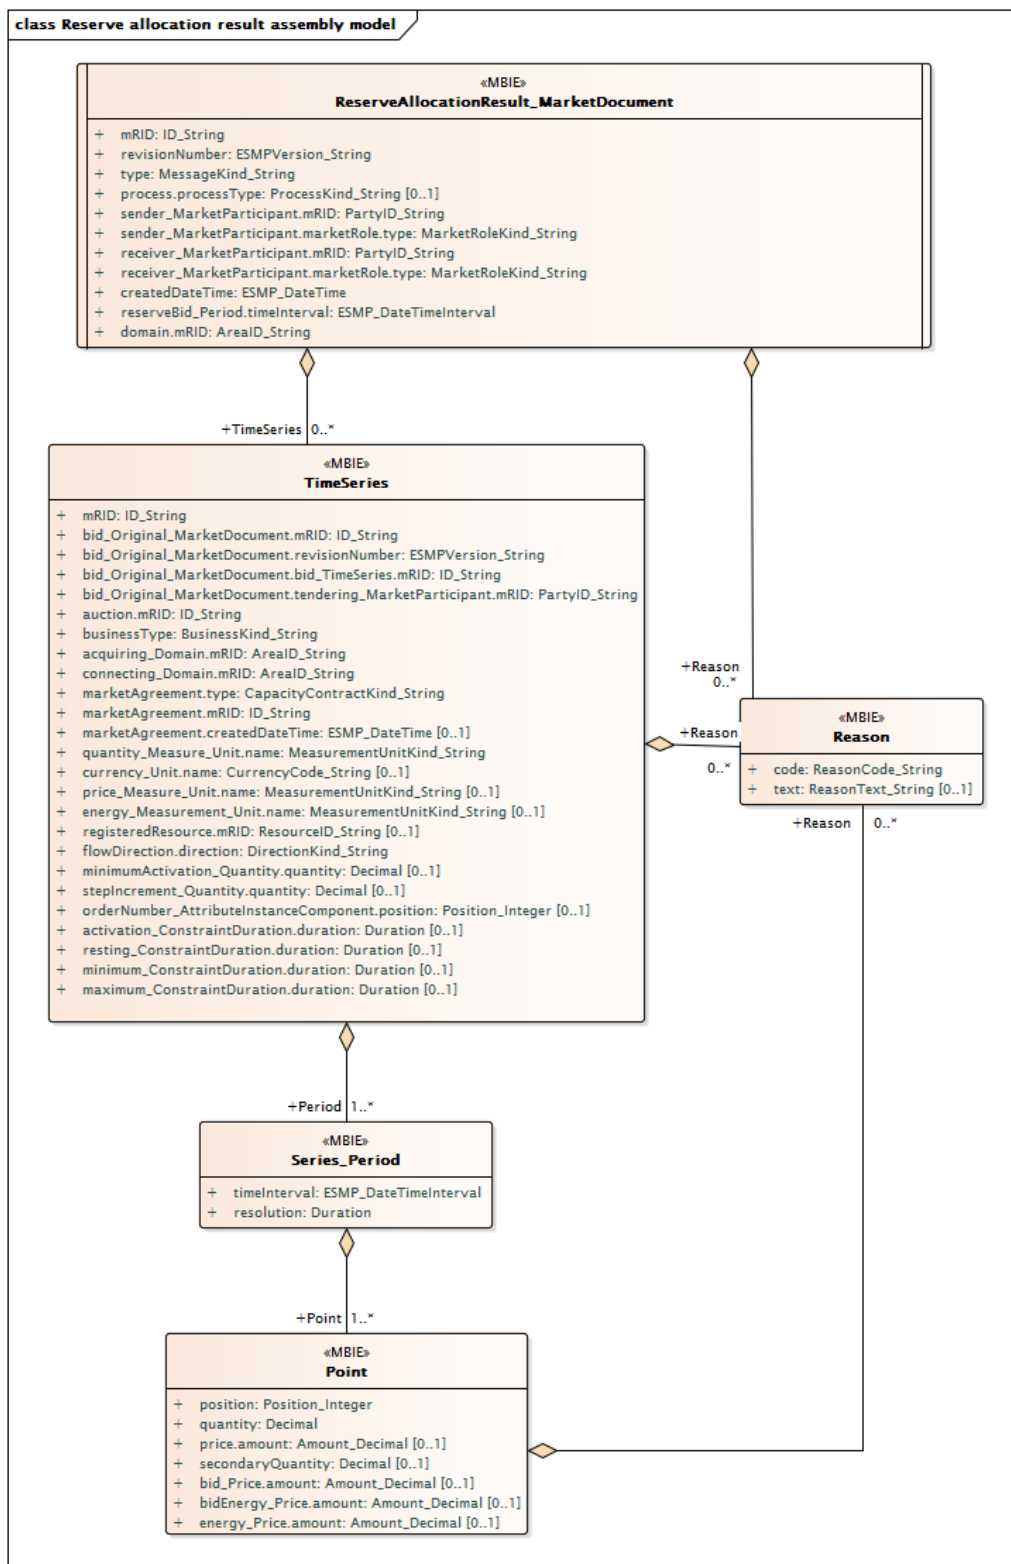 class Reserve allocation result assembly model
«MBIE»
ReserveAllocationResult_MarketDocument
+ mRID: ID_String
+ revisionNumber: ESMPVersion_String
+ type: MessageKind_String
+ process.processType: ProcessKind_String [0..1]
+ sender_MarketParticipant.mRID: PartyID_String
+ sender_MarketParticipant.marketRole.type: MarketRoleKind_String
+ receiver_MarketParticipant.mRID: PartyID_String
+ receiver_MarketParticipant.marketRole.type: MarketRoleKind_String
+ createdDateTime: ESMP_DateTime
+ reserveBid_Period.timeInterval: ESMP_DateTimeInterval
+ domain.mRID: AreaID_String
+TimeSeries 0..*
«MBIE»
TimeSeries
+ mRID: ID_String
+ bid_Original_MarketDocument.mRID: ID_String
+ bid_Original_MarketDocument.revisionNumber: ESMPVersion_String
+ bid_Original_MarketDocument.bid_TimeSeries.mRID: ID_String
+ bid_Original_MarketDocument.tendering_MarketParticipant.mRID: PartyID_String
+ auction.mRID: ID_String
+ businessType: BusinessKind_String
+ acquiring_Domain.mRID: AreaID_String
+ connecting_Domain.mRID: AreaID_String
+ marketAgreement.type: CapacityContractKind_String
+ marketAgreement.mRID: ID_String
+ marketAgreement.createdDateTime: ESMP_DateTime [0..1]
+ quantity_Measure_Unit.name: MeasurementUnitKind_String
+ currency_Unit.name: CurrencyCode_String [0..1]
+ price_Measure_Unit.name: MeasurementUnitKind_String [0..1]
+ energy_Measurement_Unit.name: MeasurementUnitKind_String [0..1]
+ registeredResource.mRID: ResourceID_String [0..1]
+ flowDirection.direction: DirectionKind_String
+ minimumActivation_Quantity.quantity: Decimal [0..1]
+ stepIncrement_Quantity.quantity: Decimal [0..1]
+ orderNumber_AttributeInstanceComponent.position: Position_Integer [0..1]
+ activation_ConstraintDuration.duration: Duration [0..1]
+ resting_ConstraintDuration.duration: Duration [0..1]
+ minimum_ConstraintDuration.duration: Duration [0..1]
+ maximum_ConstraintDuration.duration: Duration [0..1]
+Reason
0..*
+Reason
0..*
«MBIE»
Reason
+ code: ReasonCode_String
+ text: ReasonText_String [0..1]
+Reason 0..*
+Period 1..*
«MBIE»
Series_Period
+ timeInterval: ESMP_DateTimeInterval
+ resolution: Duration
+Point 1..*
«MBIE»
Point
+ position: Position_Integer
+ quantity: Decimal
+ price.amount: Amount_Decimal [0..1]
+ secondaryQuantity: Decimal [0..1]
+ bid_Price.amount: Amount_Decimal [0..1]
+ bidEnergy_Price.amount: Amount_Decimal [0..1]
+ energy_Price.amount: Amount_Decimal [0..1]